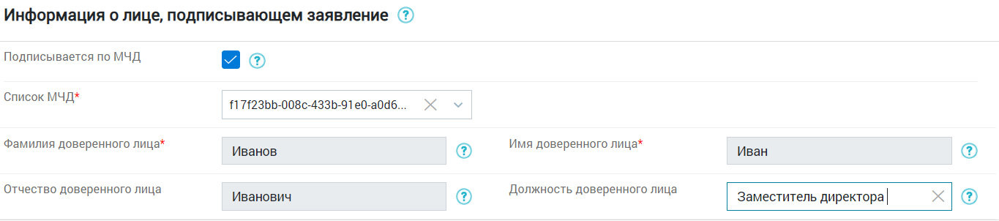 Информация о лице, подписывающем заявление ?
Подписывается по МЧД ?
Список МЧД* f17f23bb-008c-433b-91e0-a0d6...
Фамилия доверенного лица* Иванов ? Имя доверенного лица* Иван ?
Отчество доверенного лица Иванович ? Должность доверенного лица Заместитель директора ?